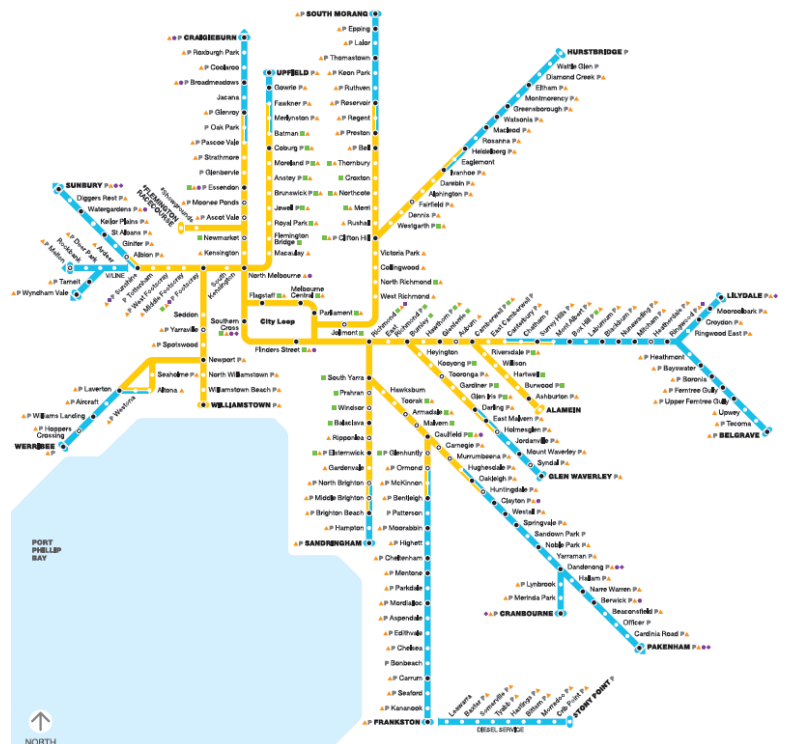 SOUTH MORANG
Epping
Lalor
Thomastown
Keon Park
Ruthven
Reservoir
Regent
Preston
Bell
Thornbury
Croxton
Northcote
Merri
Rushall
P Clifton Hill
CRAIGIEBURN
Roxburgh Park
Coolaroo
Broadmeadows
Jacana
P Glenroy
P Oak Park
P Pascoe Vale
P Strathmore
P Glenbervie
P Essendon
P Moonee Ponds
P Ascot Vale
Newmarket
Kensington
UPFIELD P
Gowrie P
Fawkner P
Merlynston P
Batman
Coburg P
Moreland P
Anstey P
Brunswick P
Jewell P
Royal Park
Flemington
Bridge
Macaulay
#Showgrounds
#FLEMINGTON
RACECOURSE
HURSTBRIDGE P
Wattle Glen P
Diamond Creek P
Eltham P
Montmorency P
Greensborough P
Watsonia P
Macleod P
Rosanna P
Heidelberg P
Eaglemont
Ivanhoe P
Darebin P
Alphington P
Fairfield P
Dennis P
Westgarth P
Victoria Park
Collingwood
North Richmond
West Richmond
SUNBURY P
Diggers Rest P
Watergardens P
Keilor Plains P
St Albans P
Ginifer P
Albion P
P Sunshine
P Tottenham
P West Footscray
P Middle Footscray
P Footscray
South
Kensington
North Melbourne
P Melton
Rockbank
P Deer Park
Ardeer
V/LINE
P Tarneit
P Wyndham Vale
Flagstaff
Melbourne
Central
Parliament
Jolimont
Southern
Cross
City Loop
Flinders Street
Richmond
East
Richmond P
Burnley
Hawthorn
Glenferrie
Auburn
Camberwell P
East Camberwell
Canterbury P
Chatham P
Surrey Hills P
Mont Albert P
Box Hill P
Laburnum P
Blackburn P
Nunawading P
Mitcham P
Heatherdale P
Ringwood P
LILYDALE P
Mooroolbark P
Croydon P
Ringwood East P
P Heathmont
P Bayswater
P Boronia
P Ferntree Gully
P Upper Ferntree Gully
Upwey
P Tecoma
P BELGRAVE
Riversdale P
Willison
Hartwell
Burwood
Ashburton P
ALAMEIN
Heyington
Kooyong P
Tooronga P
Gardiner
Glen Iris
Darling P
East Malvern P
Holmesglen P
Jordanville P
Mount Waverley P
Syndal P
GLEN WAVERLEY P
Seddon
P Yarraville
P Spotswood
Newport P
North Williamstown P
Williamstown Beach P
WILLIAMSTOWN P
Seaholme P
Altona P
P Westona
P Laverton
P Aircraft
P Williams Landing
P Hoppers
Crossing
WERRIBEE
P
South Yarra
Prahran
Windsor
Balaclava
Ripponlea
P Elsternwick
Gardenvale
P North Brighton
P Middle Brighton
P Brighton Beach
P Hampton
P SANDRINGHAM
Hawksburn
Toorak
Armadale
Malvern
Caulfield P
Carnegie P
Murrumbeena P
Hughesdale P
Oakleigh P
Huntingdale P
Clayton P
Westall P
Springvale P
Sandown Park P
Noble Park P
Yarraman P
Dandenong P
Hallam P
Narre Warren P
Berwick P
Beaconsfield P
Officer P
Cardinia Road P
PAKENHAM P
P Lynbrook
P Merinda Park
P CRANBOURNE
P Glenhuntly
P Ormond
P McKinnon
P Bentleigh
P Patterson
P Moorabbin
P Highett
P Cheltenham
P Mentone
P Parkdale
P Mordialloc
P Aspendale
P Edithvale
P Chelsea
P Bonbeach
P Carrum
P Seaford
P Kananook
P FRANKSTON
Leawarra
Baxter P
Somerville P
Tyabb P
Hastings P
Bittern P
Morradoo P
Crib Point P
STONY POINT P
DIESEL SERVICE
PORT
PHILLIP
BAY
NORTH